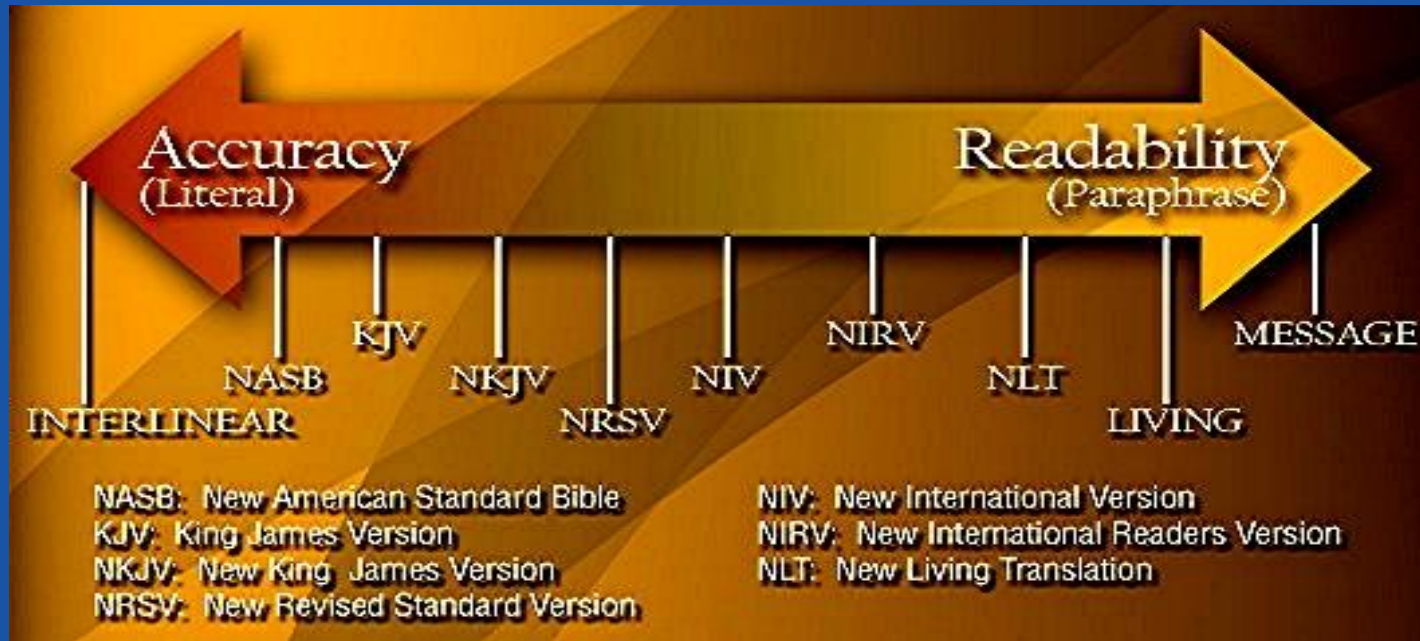 Accuracy
(Literal)
Readability
(Paraphrase)
INTERLINEAR
NASB
KJV
NKJV
NRSV
NIV
NIRV
NLT
LIVING
MESSAGE
NASB: New American Standard Bible
KJV: King James Version
NKJV: New King James Version
NRSV: New Revised Standard Version
NIV: New International Version
NIRV: New International Readers Version
NLT: New Living Translation